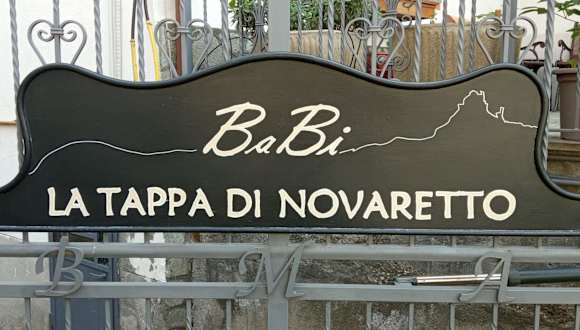 BaBi
LA TAPPA DI NOVARETTO
B M A